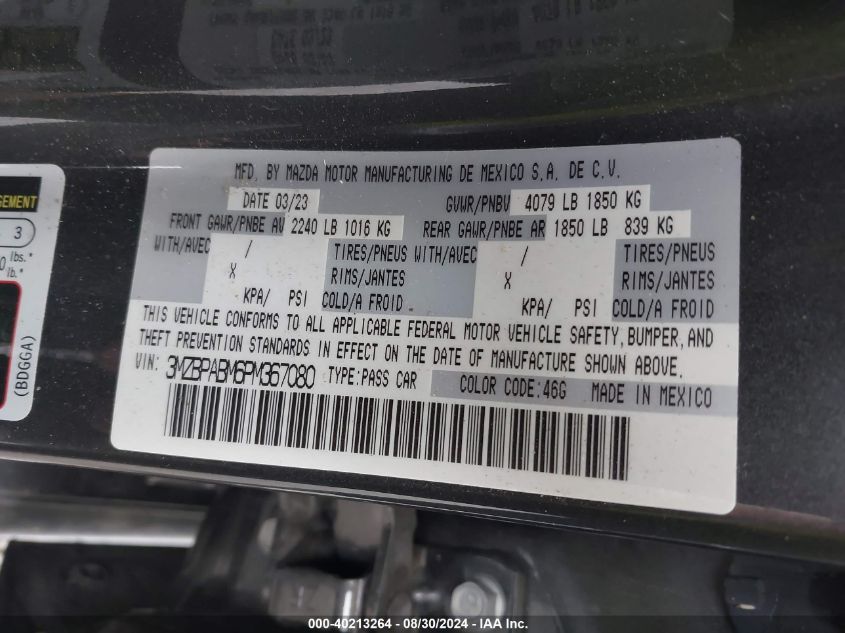 MFD. BY MAZDA MOTOR MANUFACTURING DE MEXICO S.A. DE C.V.
DATE 03/23 GVWR/PNBV 4079 LB 1850 KG
FRONT GAWR/PNBE AV 2240 LB 1016 KG REAR GAWR/PNBE AR 1850 LB 839 KG
WITH/AVEC / TIRES/PNEUS WITH/AVEC / TIRES/PNEUS
X RIMS/JANTES X RIMS/JANTES
KPA/ PSI COLD/A FROID KPA/ PSI COLD/A FROID
THIS VEHICLE CONFORMS TO ALL APPLICABLE FEDERAL MOTOR VEHICLE SAFETY, BUMPER, AND
THEFT PREVENTION STANDARDS IN EFFECT ON THE DATE OF MANUFACTURE SHOWN ABOVE.
VIN: 3MZBPABM6PM367080 TYPE:PASS CAR COLOR CODE:46G MADE IN MEXICO
3
lbs.*
lb.*
(BDGGA)
000-40213264 - 08/30/2024 - IAA Inc.